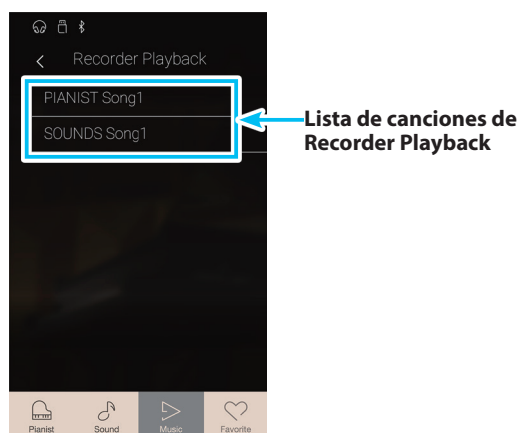 Recorder Playback
PIANIST Song1
SOUNDS Song1
Lista de canciones de
Recorder Playback
Pianist
Sound
Music
Favorite